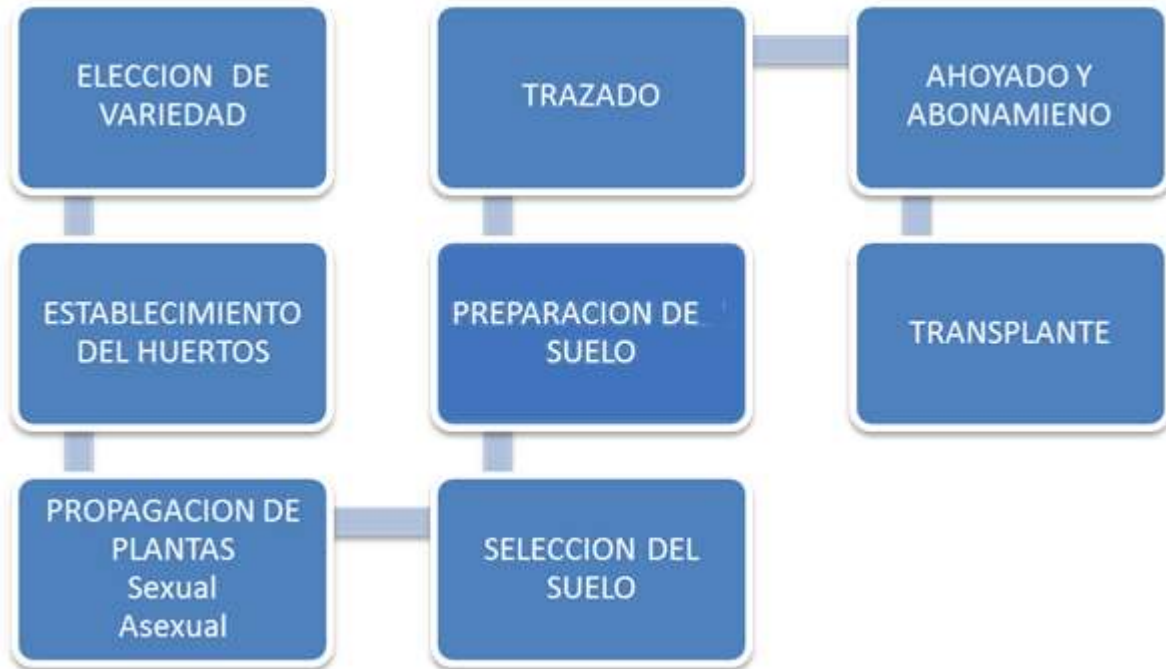 ELECCION DE
VARIEDAD
ESTABLECIMIENTO
DEL HUERTOS
PROPAGACION DE
PLANTAS
Sexual
Asexual
SELECCION DEL
SUELO
PREPARACION DE
SUELO
TRAZADO
AHOYADO Y
ABONAMIENO
TRANSPLANTE